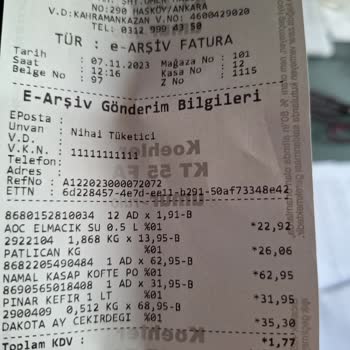 NO:290 HASKÖY/ANKARA
V.D:KAHRAMANKAZAN V.NO: 4600429020
TEL: 0312 999 43 50
TÜR : e-ARŞİV FATURA
Tarih : 07.11.2023 Mağaza No : 101
Saat : 12:16 Kasa No : 12
Belge No : 97 Z No : 1115
E-Arşiv Gönderim Bilgileri
EPosta :
Unvan : Nihai Tüketici
V.D. :
V.K.N. : 11111111111
Telefon:
Adres :
RefNo : A122023000072072
ETTN : 6d228457-4e7d-ee11-b291-50af73348e42
8680152810034 12 AD x 1,91-B
AOC ELMACIK SU 0.5 L %01 *22,92
2922104 1,868 KG x 13,95-B
PATLICAN KG %01 *26,06
8682205490484 1 AD x 62,95-B
NAMAL KASAP KOFTE PO %01 *62,95
8690565018408 1 AD x 31,95-B
PINAR KEFIR 1 LT %01 *31,95
2900409 0,512 KG x 68,95-B
DAKOTA AY CEKIRDEGI %01 *35,30
Toplam KDV : *1,77
Koehler
KT 55 FA
Koehler